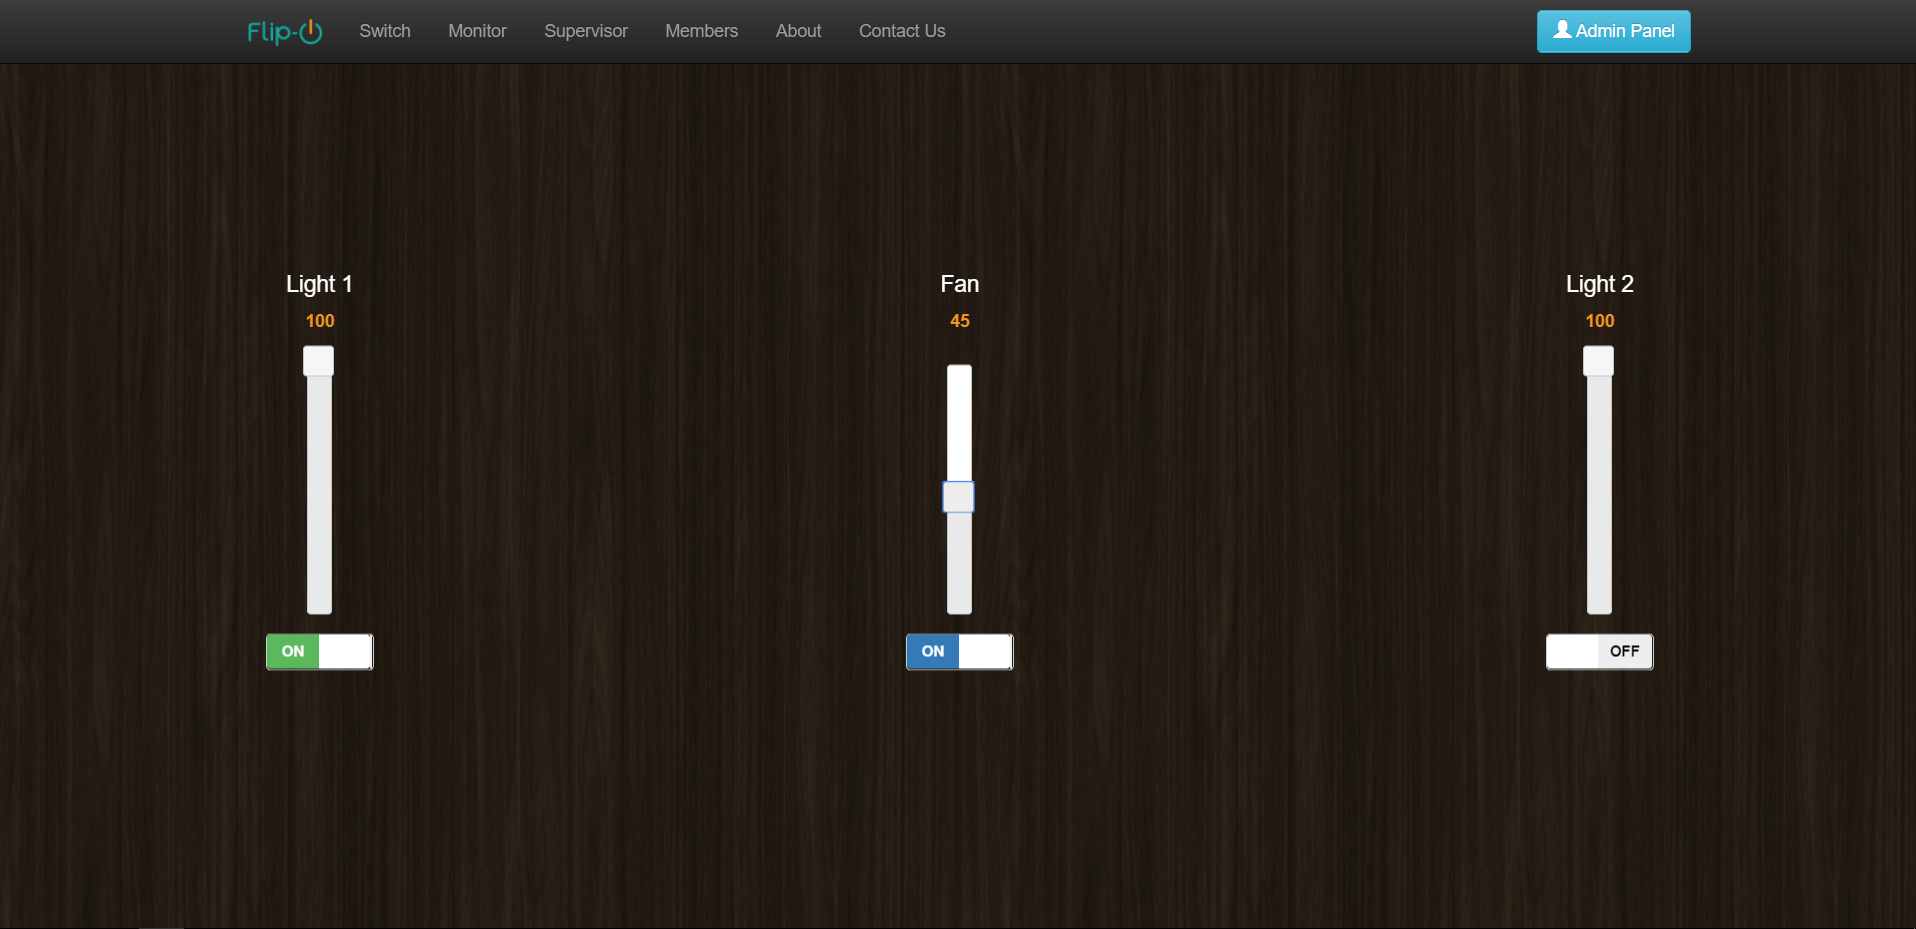 Flip-O Switch Monitor Supervisor Members About Contact Us Admin Panel
Light 1 Fan Light 2
100 45 100
ON ON OFF